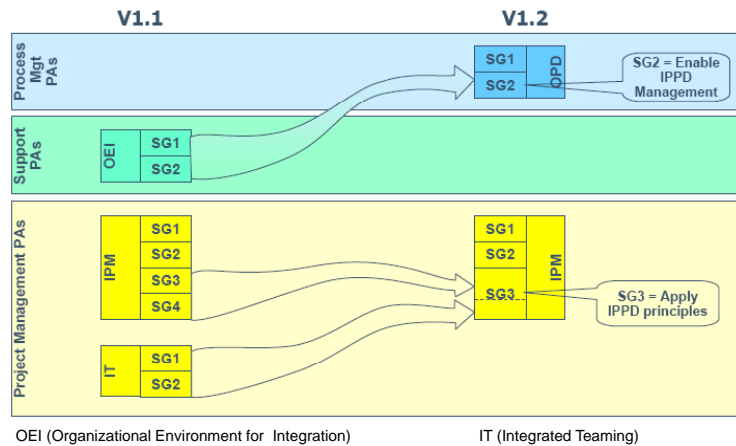 V1.1
V1.2
Process
Mgt
PAs
SG1
SG2
OPD
SG2 = Enable
IPPD
Management
Support
PAs
OEI
SG1
SG2
Project Management PAs
IPM
SG1
SG2
SG3
SG4
SG1
SG2
SG3
IPM
SG3 = Apply
IPPD principles
IT
SG1
SG2
OEI (Organizational Environment for Integration)
IT (Integrated Teaming)